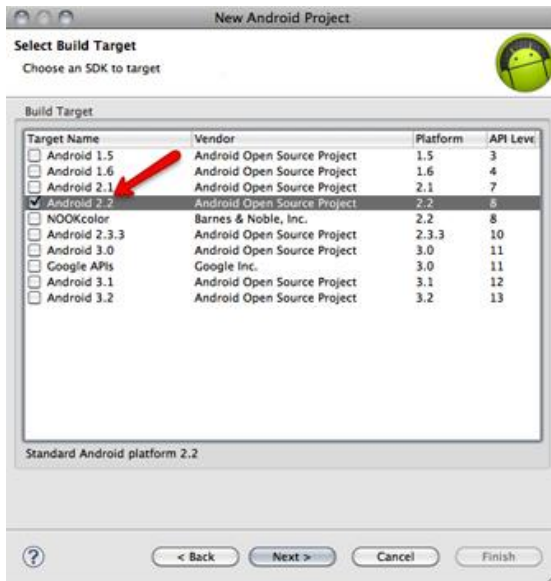 New Android Project
Select Build Target
Choose an SDK to target
Build Target
Target Name Vendor Platform API Leve
Android 1.5 Android Open Source Project 1.5 3
Android 1.6 Android Open Source Project 1.6 4
Android 2.1 Android Open Source Project 2.1 7
Android 2.2 Android Open Source Project 2.2 8
NOOKcolor Barnes & Noble, Inc. 2.2 8
Android 2.3.3 Android Open Source Project 2.3.3 10
Android 3.0 Android Open Source Project 3.0 11
Google APIs Google Inc. 3.0 11
Android 3.1 Android Open Source Project 3.1 12
Android 3.2 Android Open Source Project 3.2 13
Standard Android platform 2.2
? < Back Next > Cancel Finish